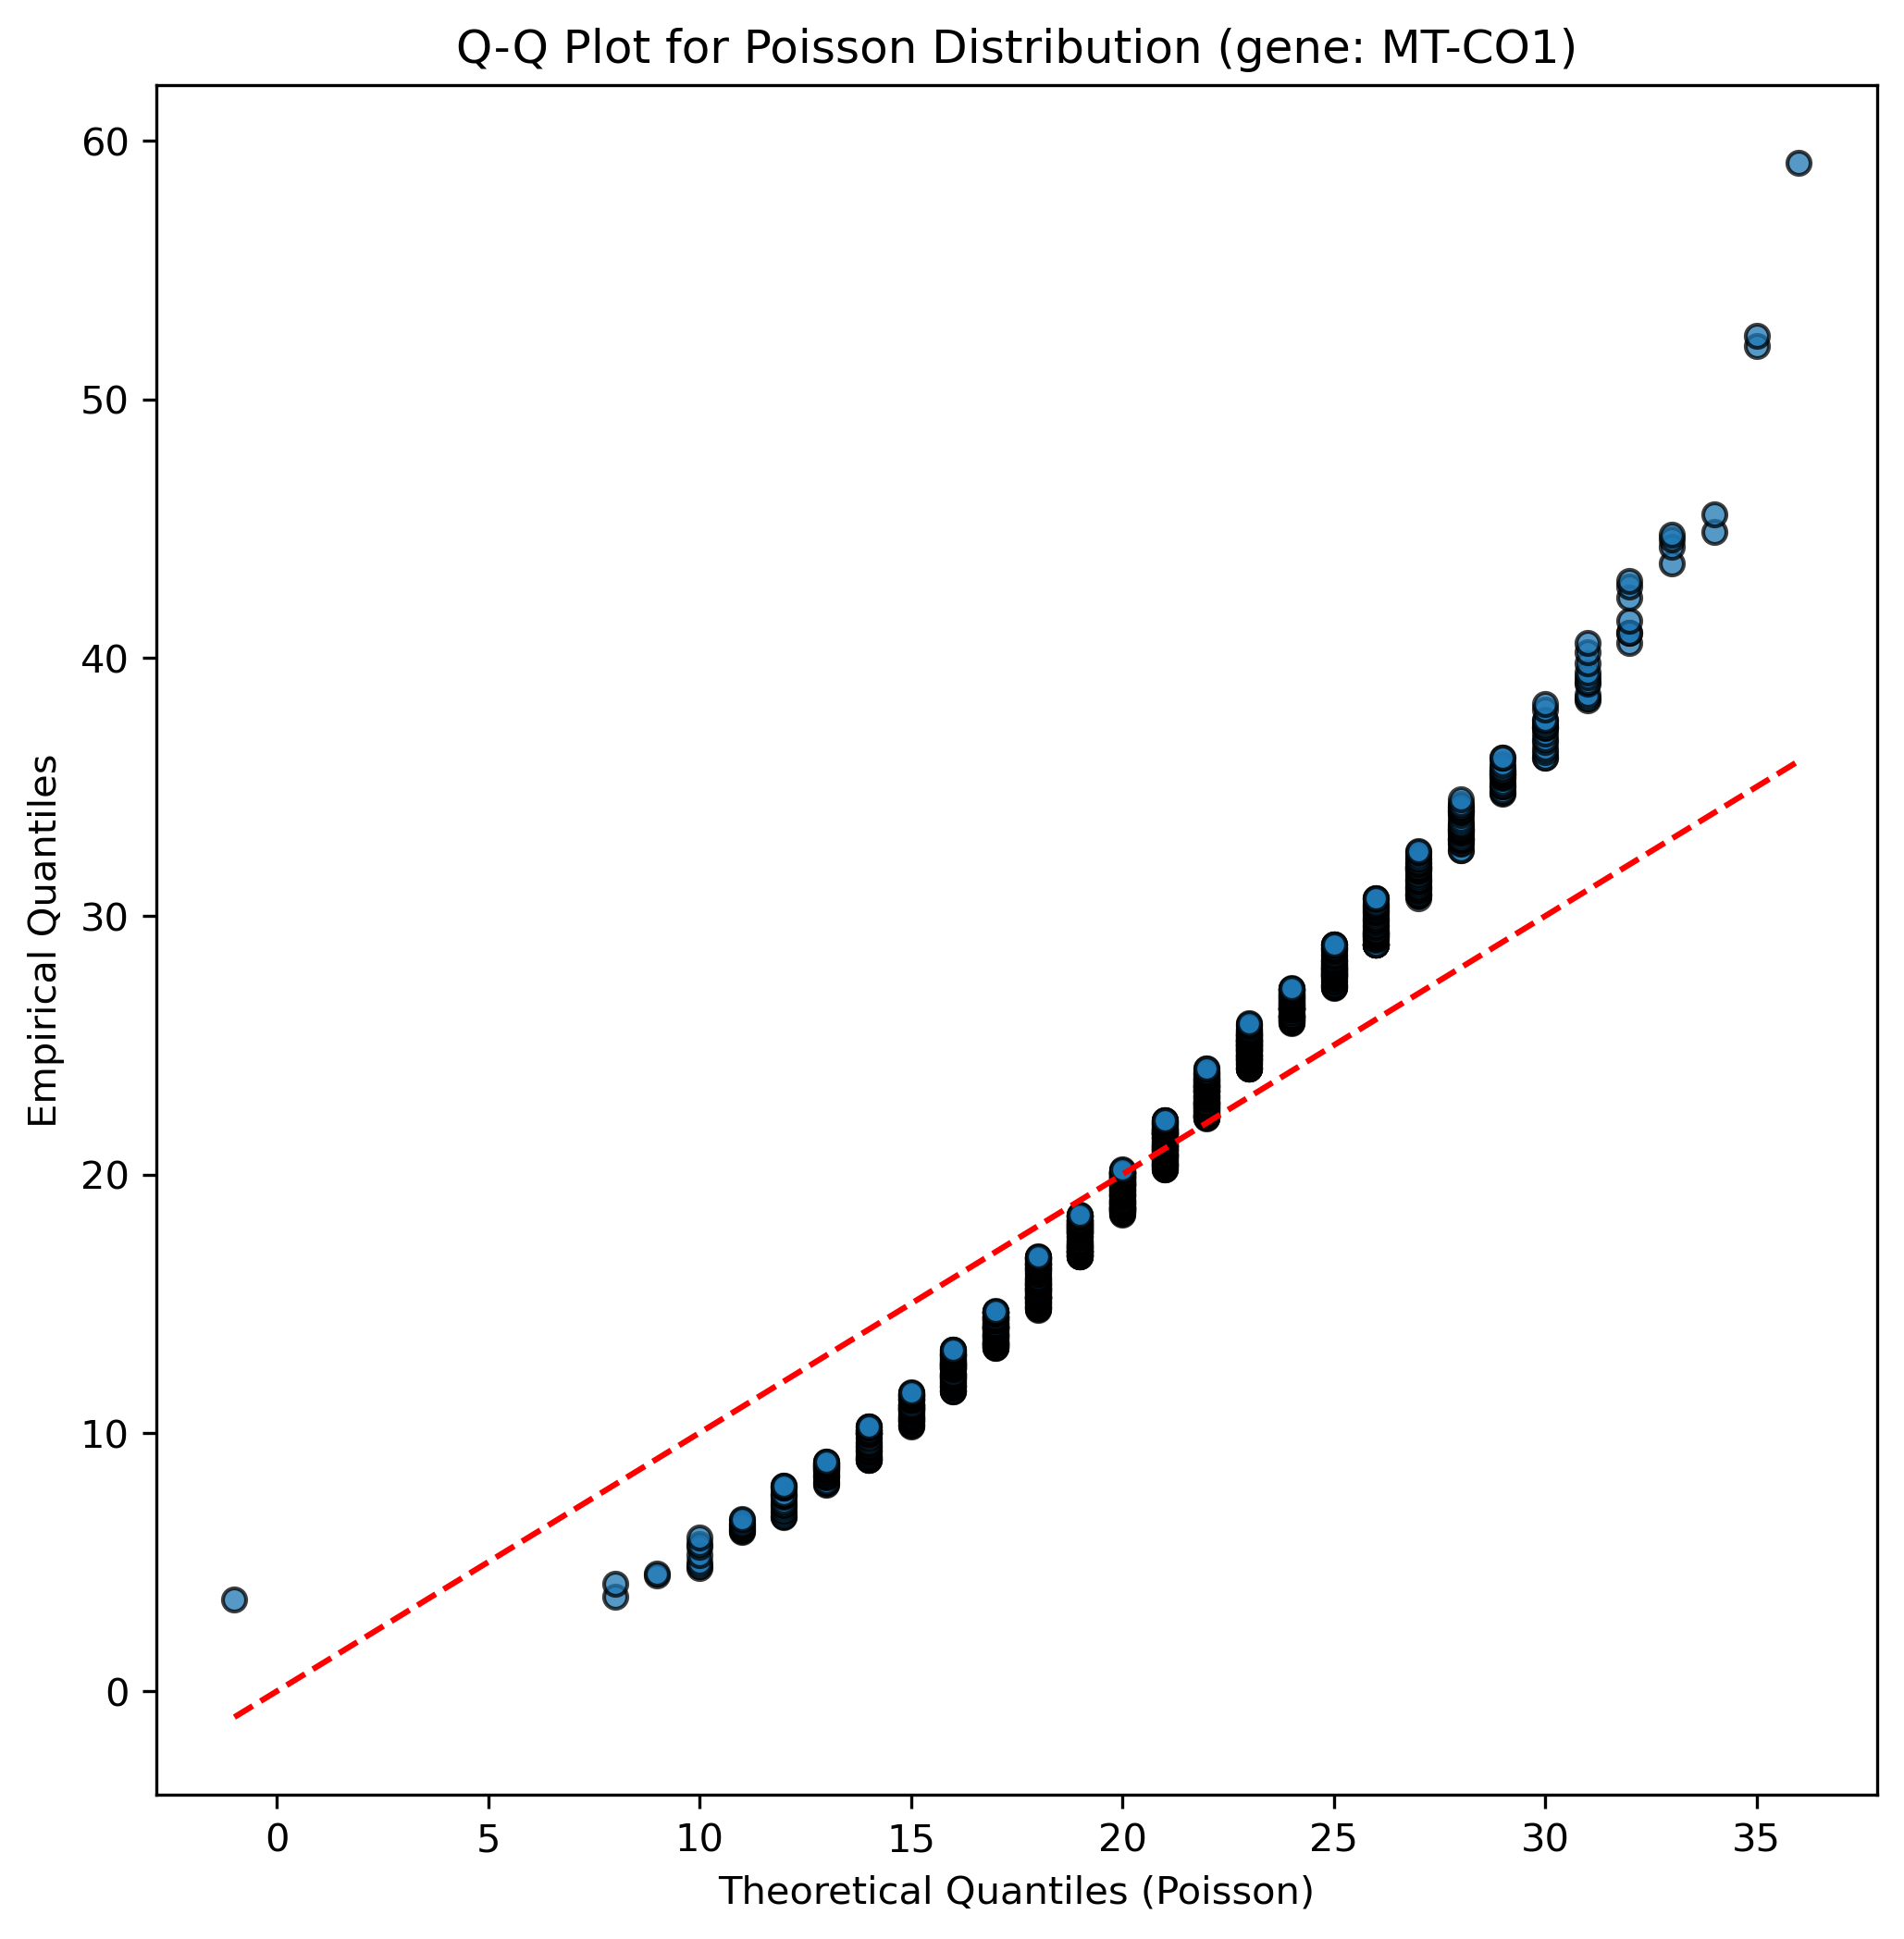 Q-Q Plot for Poisson Distribution (gene: MT-CO1)
Empirical Quantiles
60
50
40
30
20
10
0
0 5 10 15 20 25 30 35
Theoretical Quantiles (Poisson)